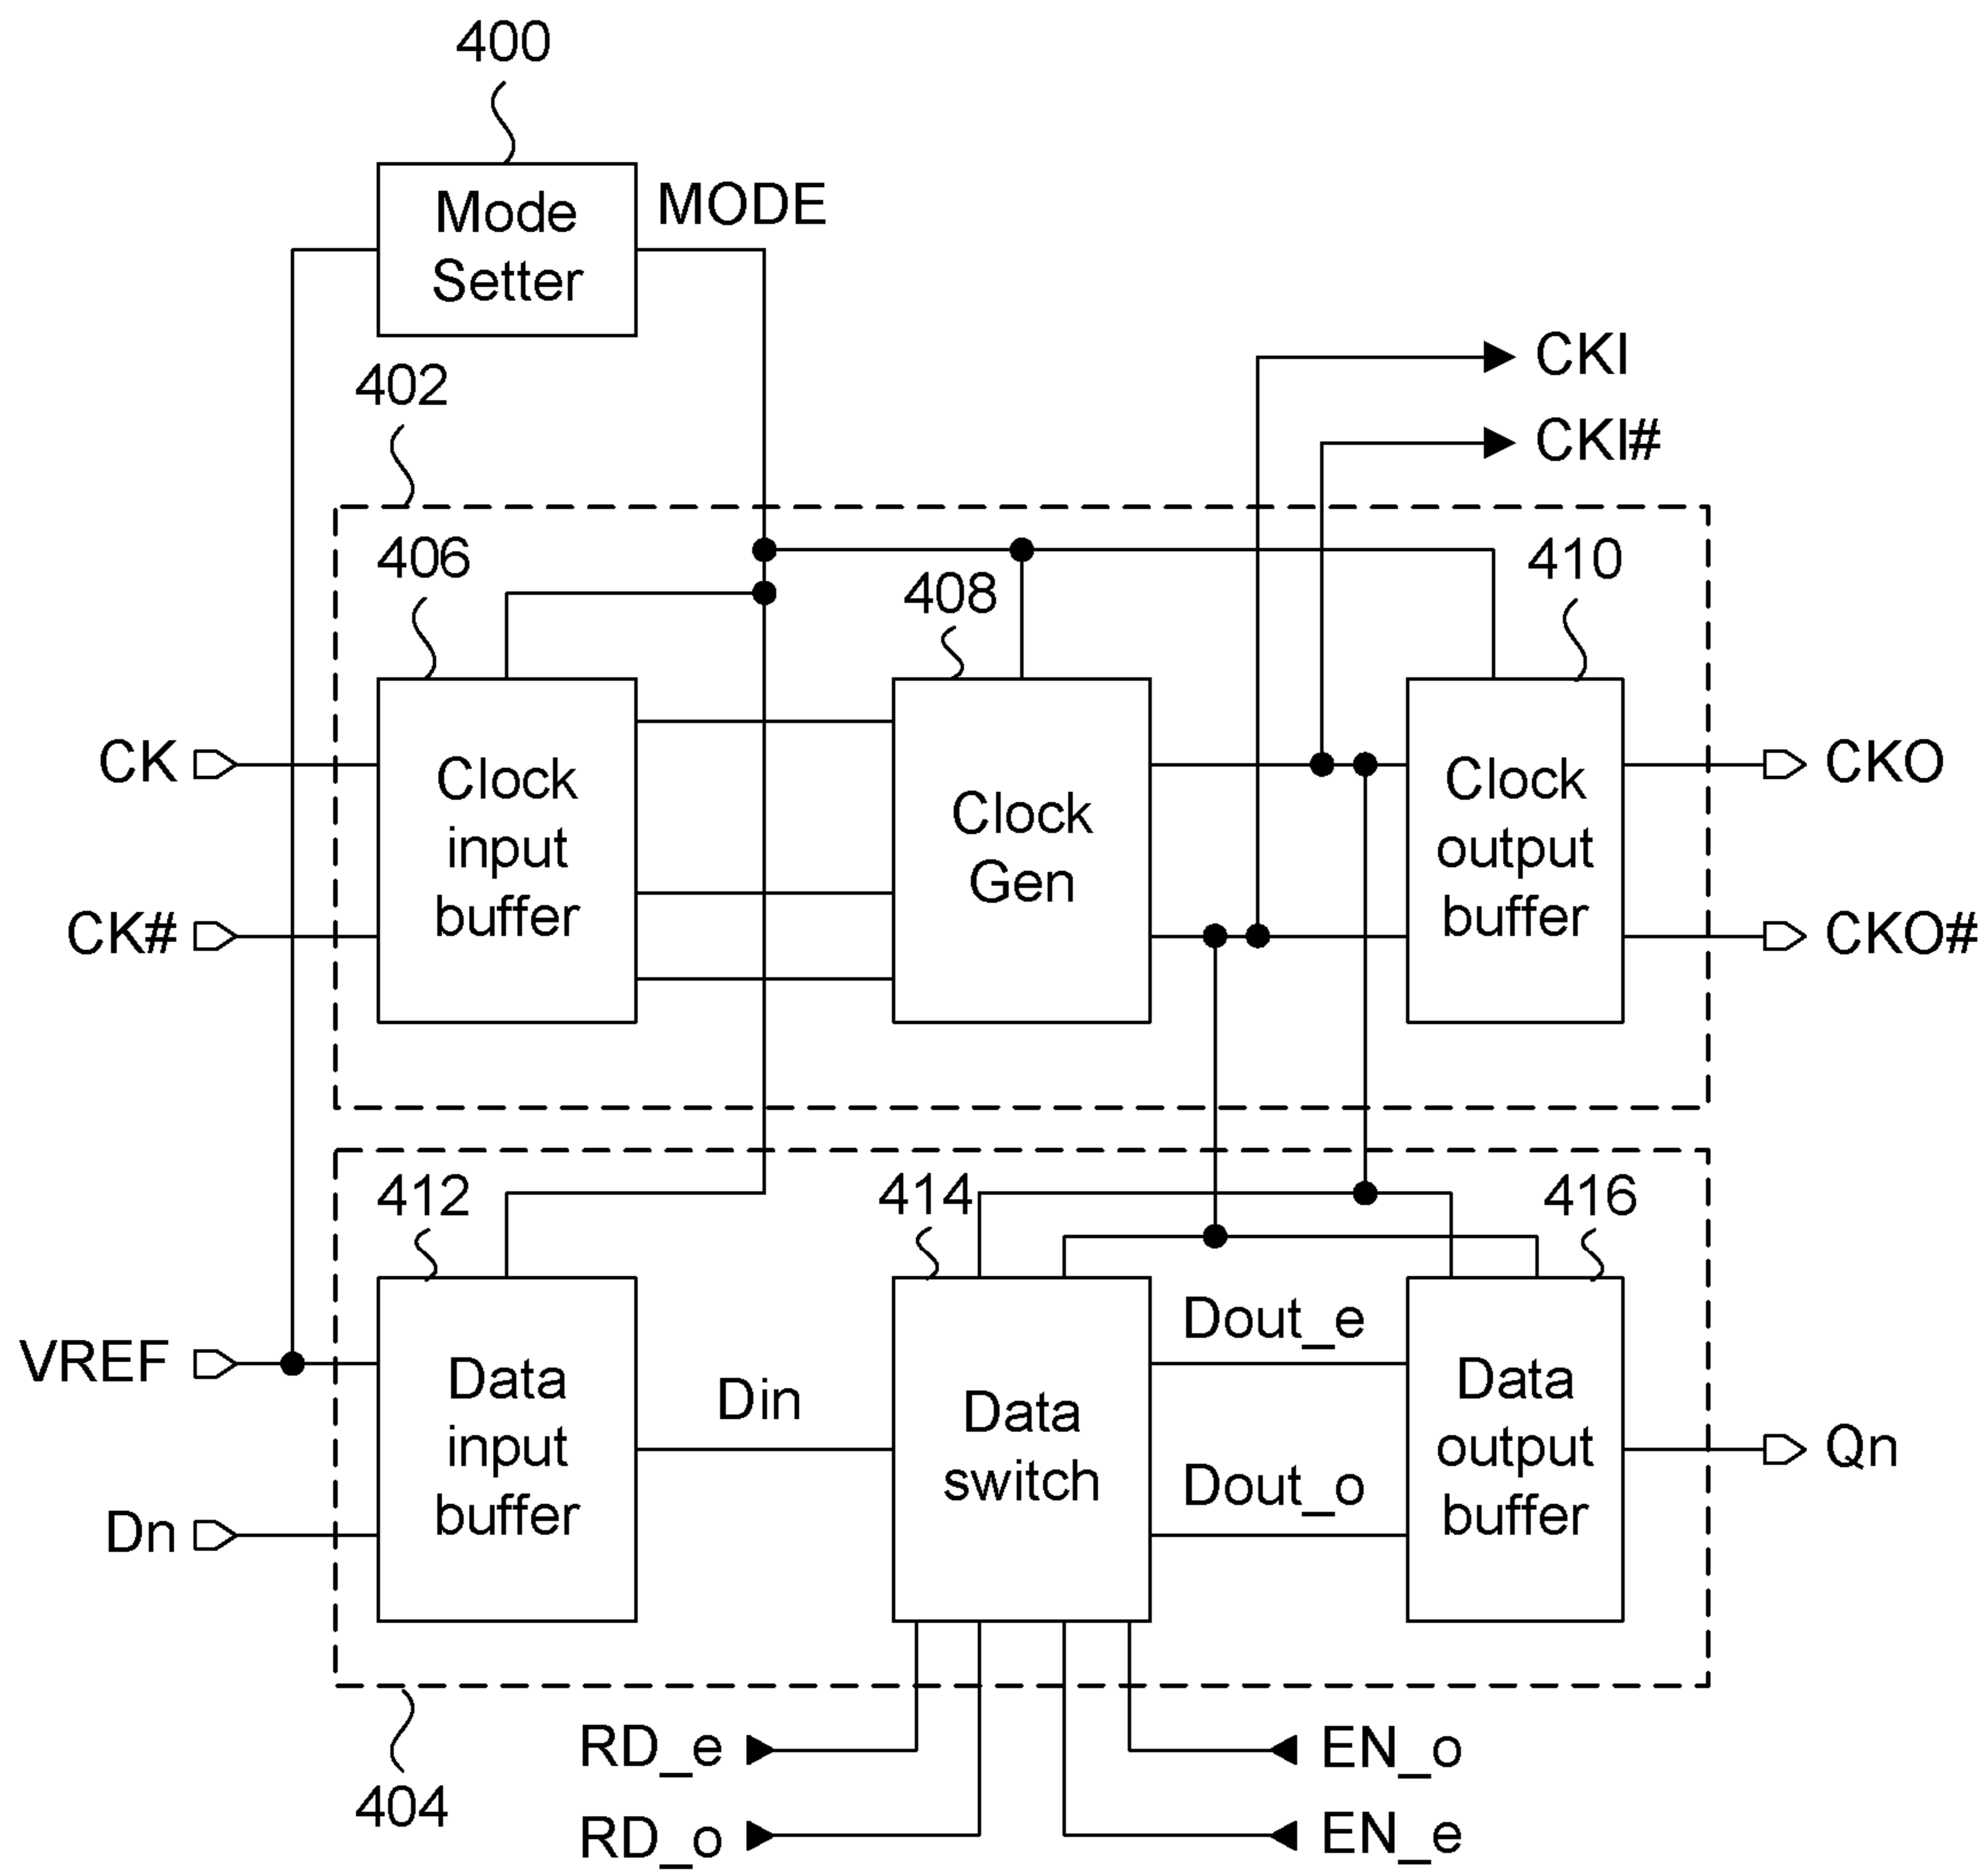 400
Mode
Setter
MODE
CKI
CKI#
402
406
408
410
CK
CK#
Clock
input
buffer
Clock
Gen
Clock
output
buffer
CKO
CKO#
412
414
416
VREF
Dn
Data
input
buffer
Din
Data
switch
Dout_e
Dout_o
Data
output
buffer
Qn
404
RD_e
RD_o
EN_o
EN_e